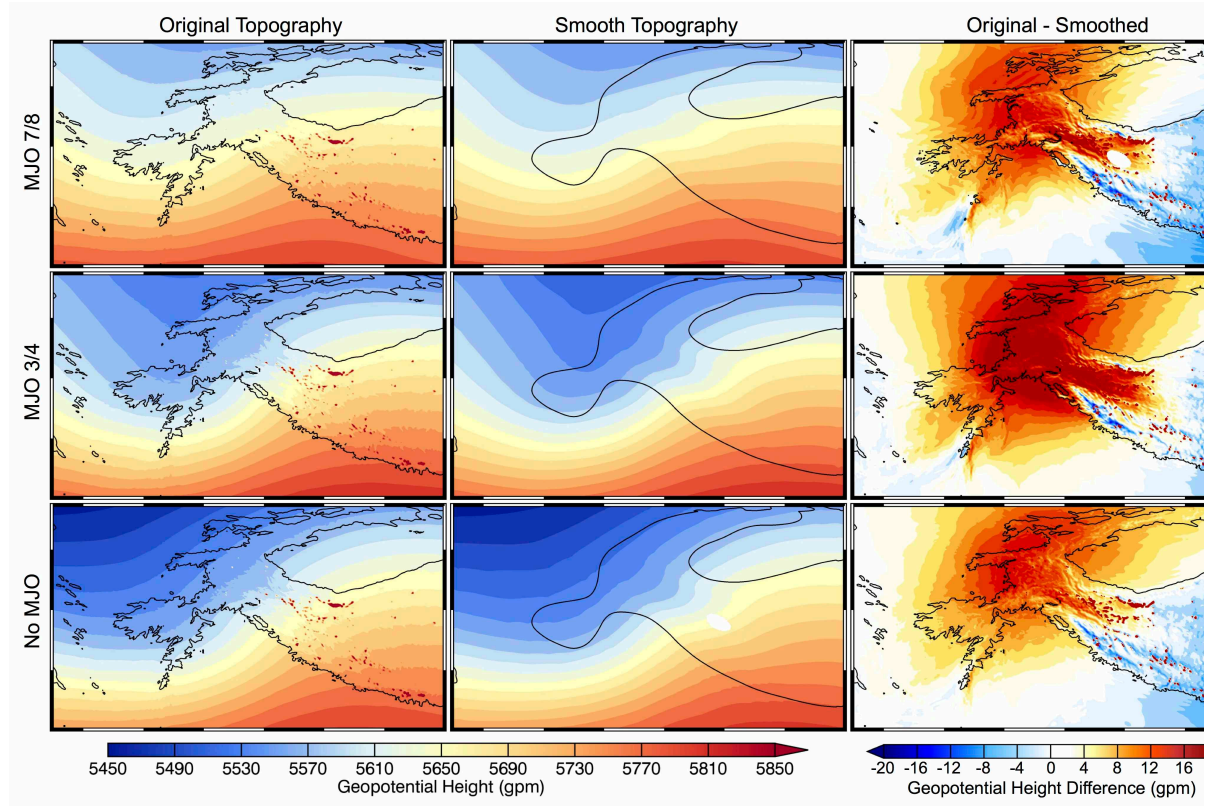 Original Topography
Smooth Topography
Original - Smoothed
MJO 7/8
MJO 3/4
No MJO
5450 5490 5530 5570 5610 5650 5690 5730 5770 5810 5850
Geopotential Height (gpm)
-20 -16 -12 -8 -4 0 4 8 12 16
Geopotential Height Difference (gpm)